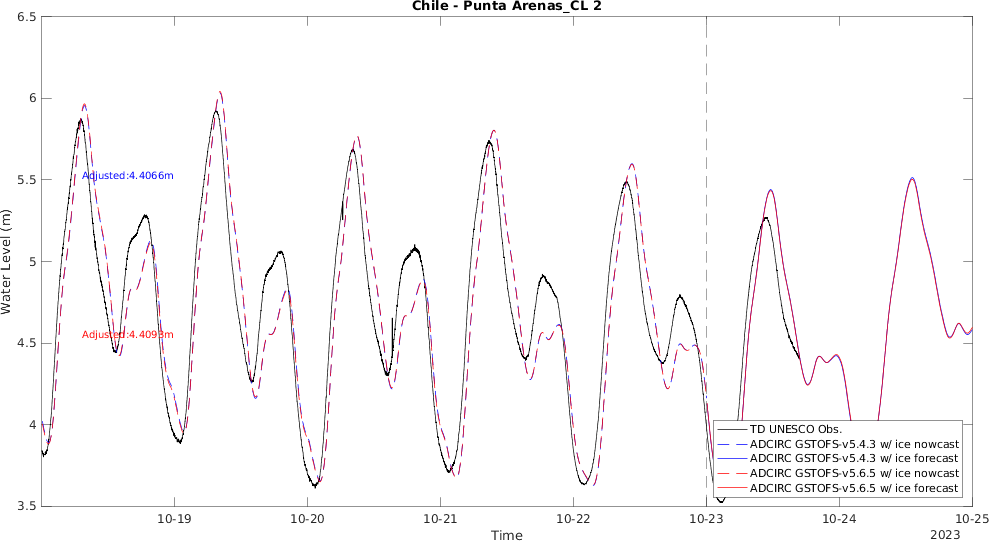 Chile - Punta Arenas_CL 2
6.5
6
5.5
5
4.5
4
3.5
Water Level (m)
Adjusted:4.4066m
Adjusted:4.4093m
TD UNESCO Obs.
ADCIRC GSTOFS-v5.4.3 w/ ice nowcast
ADCIRC GSTOFS-v5.4.3 w/ ice forecast
ADCIRC GSTOFS-v5.6.5 w/ ice nowcast
ADCIRC GSTOFS-v5.6.5 w/ ice forecast
10-19 10-20 10-21 10-22 10-23 10-24 10-25
Time
2023